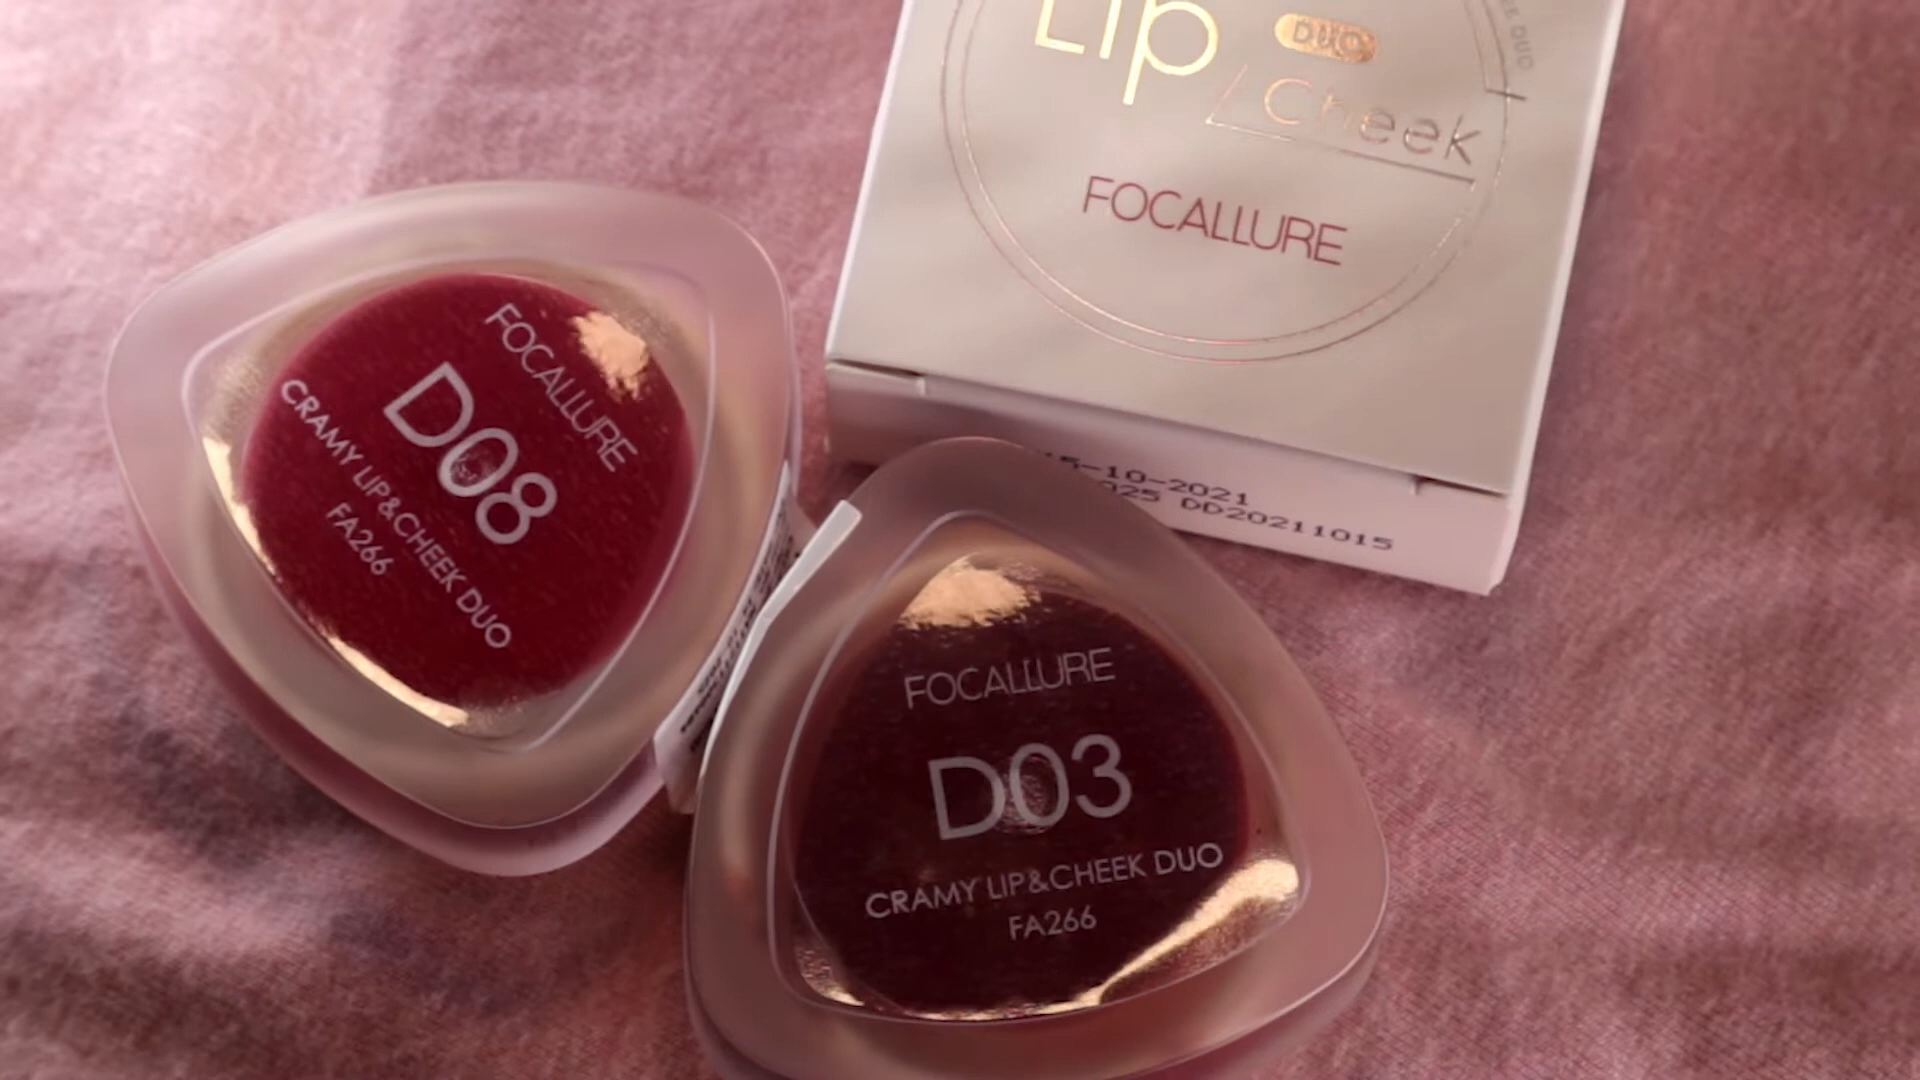 Lip DUO
/Cheek
FOCALLURE
5-10-2021
025 DD20211015
FOCALLURE
D08
CRAMY LIP&CHEEK DUO
FA266
FOCALLURE
D03
CRAMY LIP&CHEEK DUO
FA266